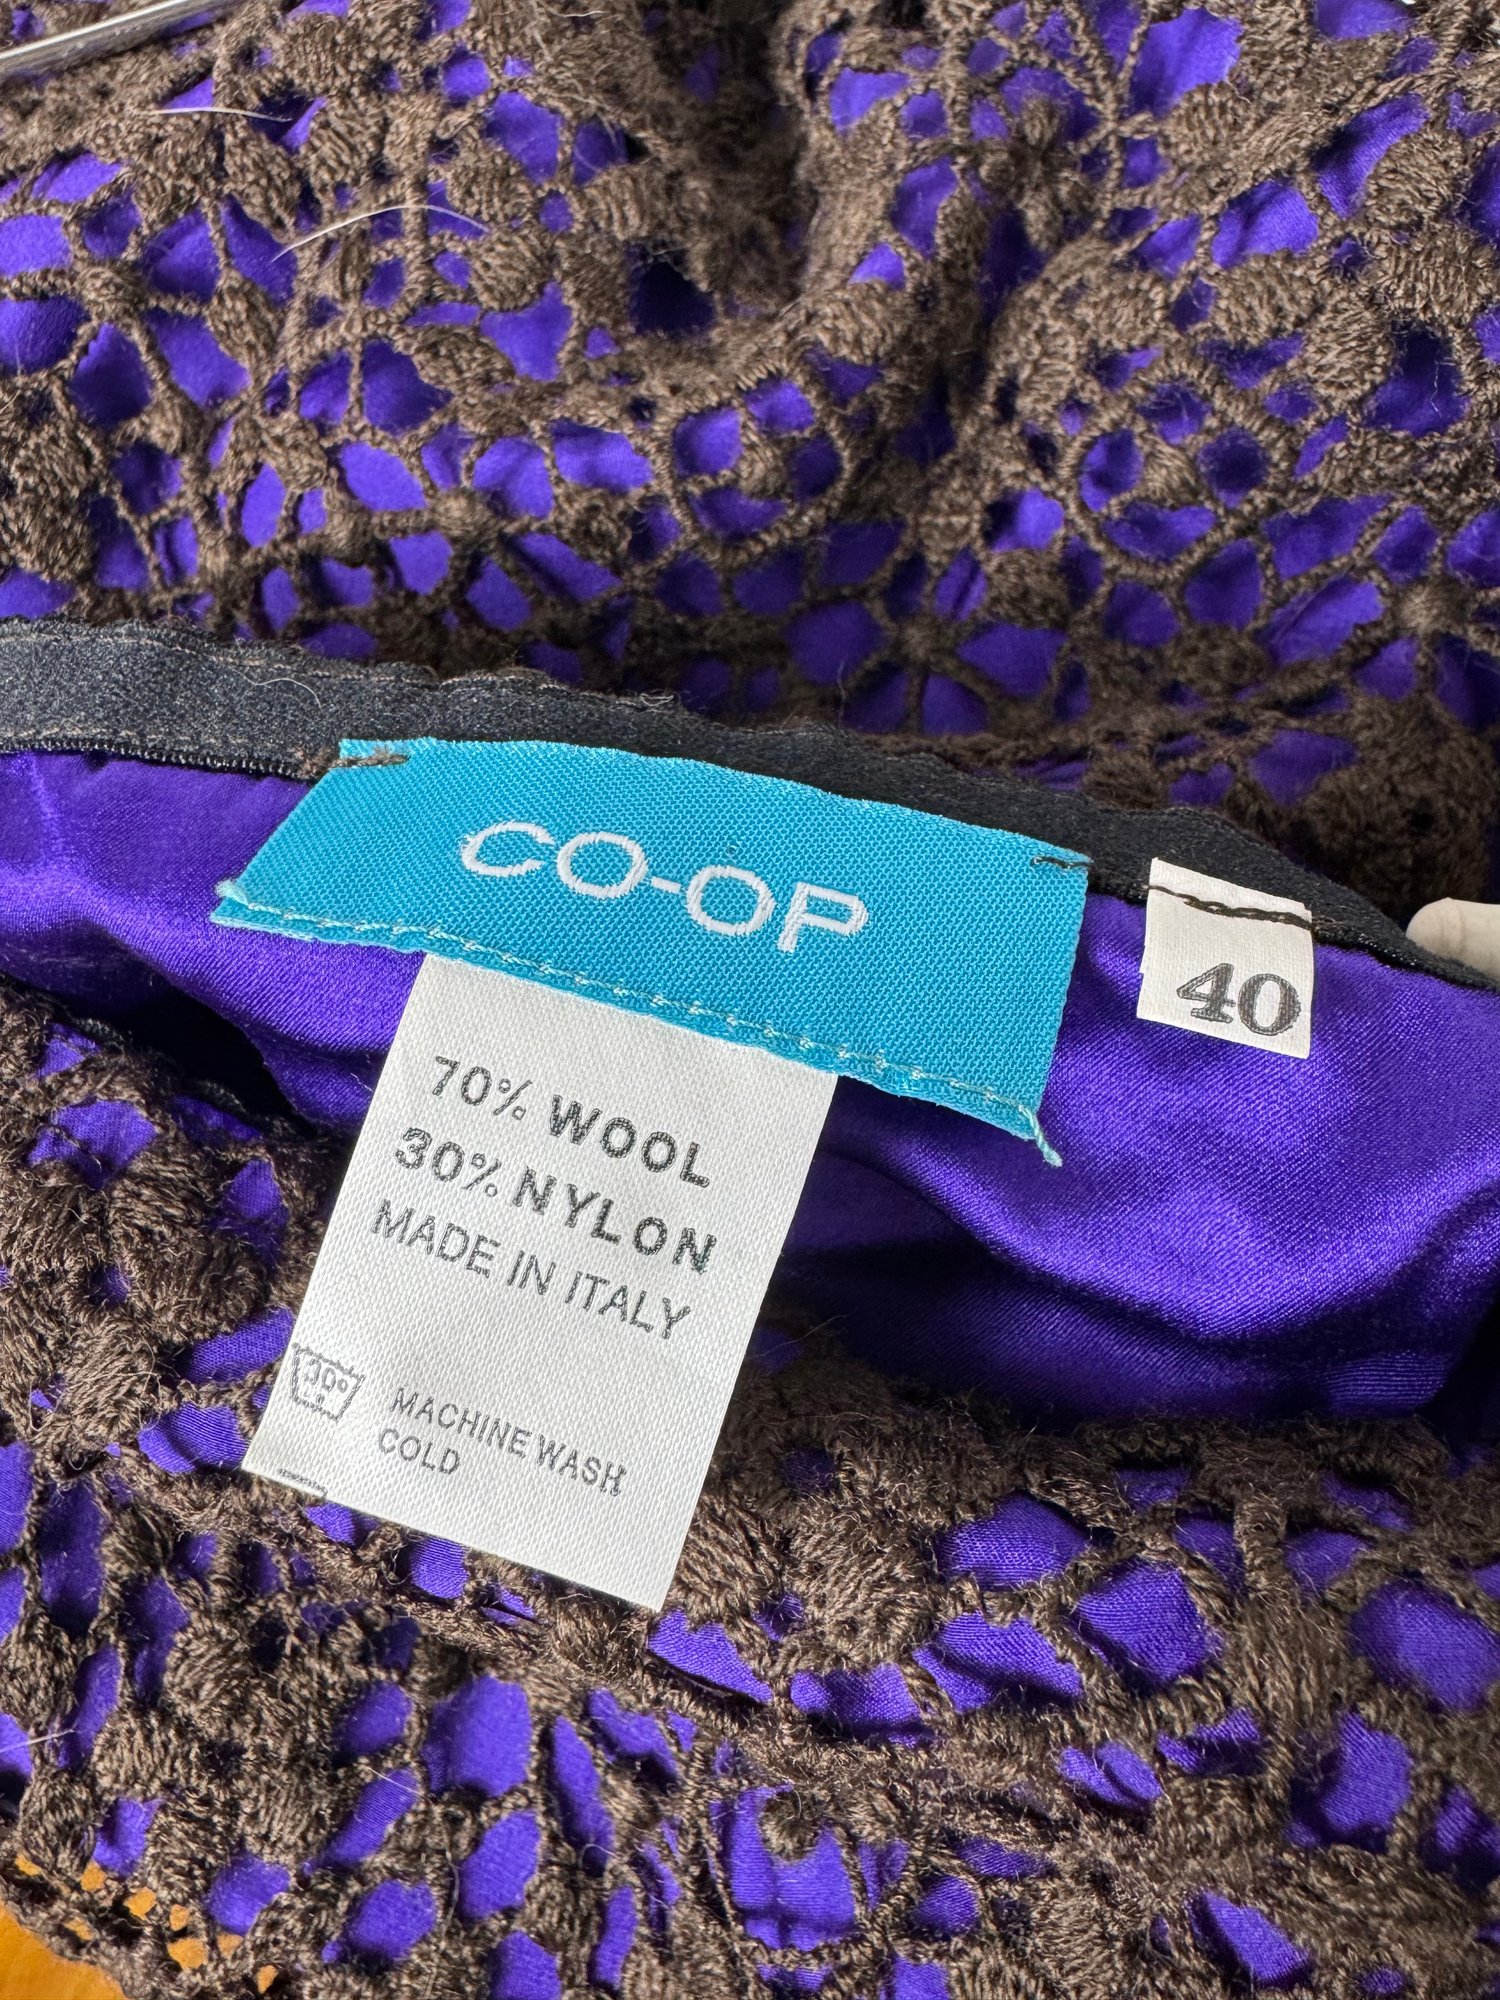 CO-OP
40
70% WOOL
30% NYLON
MADE IN ITALY
30°
MACHINE WASH
COLD